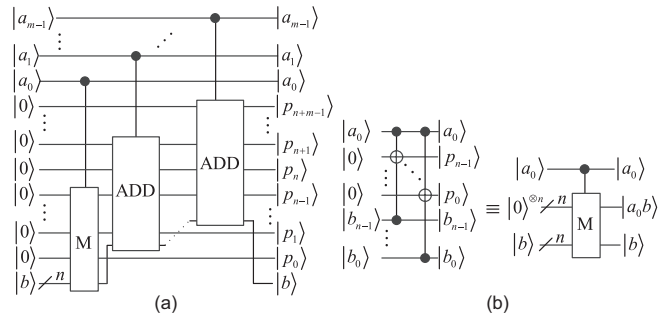 |a_{m-1}⟩ |a_{m-1}⟩
|a_1⟩ |a_1⟩
|a_0⟩ |a_0⟩
|0⟩ |p_{n+m-1}⟩
|0⟩ |p_{n+1}⟩
|0⟩ |p_n⟩
|0⟩ |p_{n-1}⟩
|0⟩ |p_1⟩
|0⟩ |p_0⟩
|b⟩ n |b⟩
M
ADD
ADD
(a)
|a_0⟩ |a_0⟩
|0⟩ |p_{n-1}⟩
|0⟩ |p_0⟩
|b_{n-1}⟩ |b_{n-1}⟩
|b_0⟩ |b_0⟩
≡
|a_0⟩ |a_0⟩
|0⟩^{⊗n} n |a_0b⟩
M
|b⟩ n |b⟩
(b)